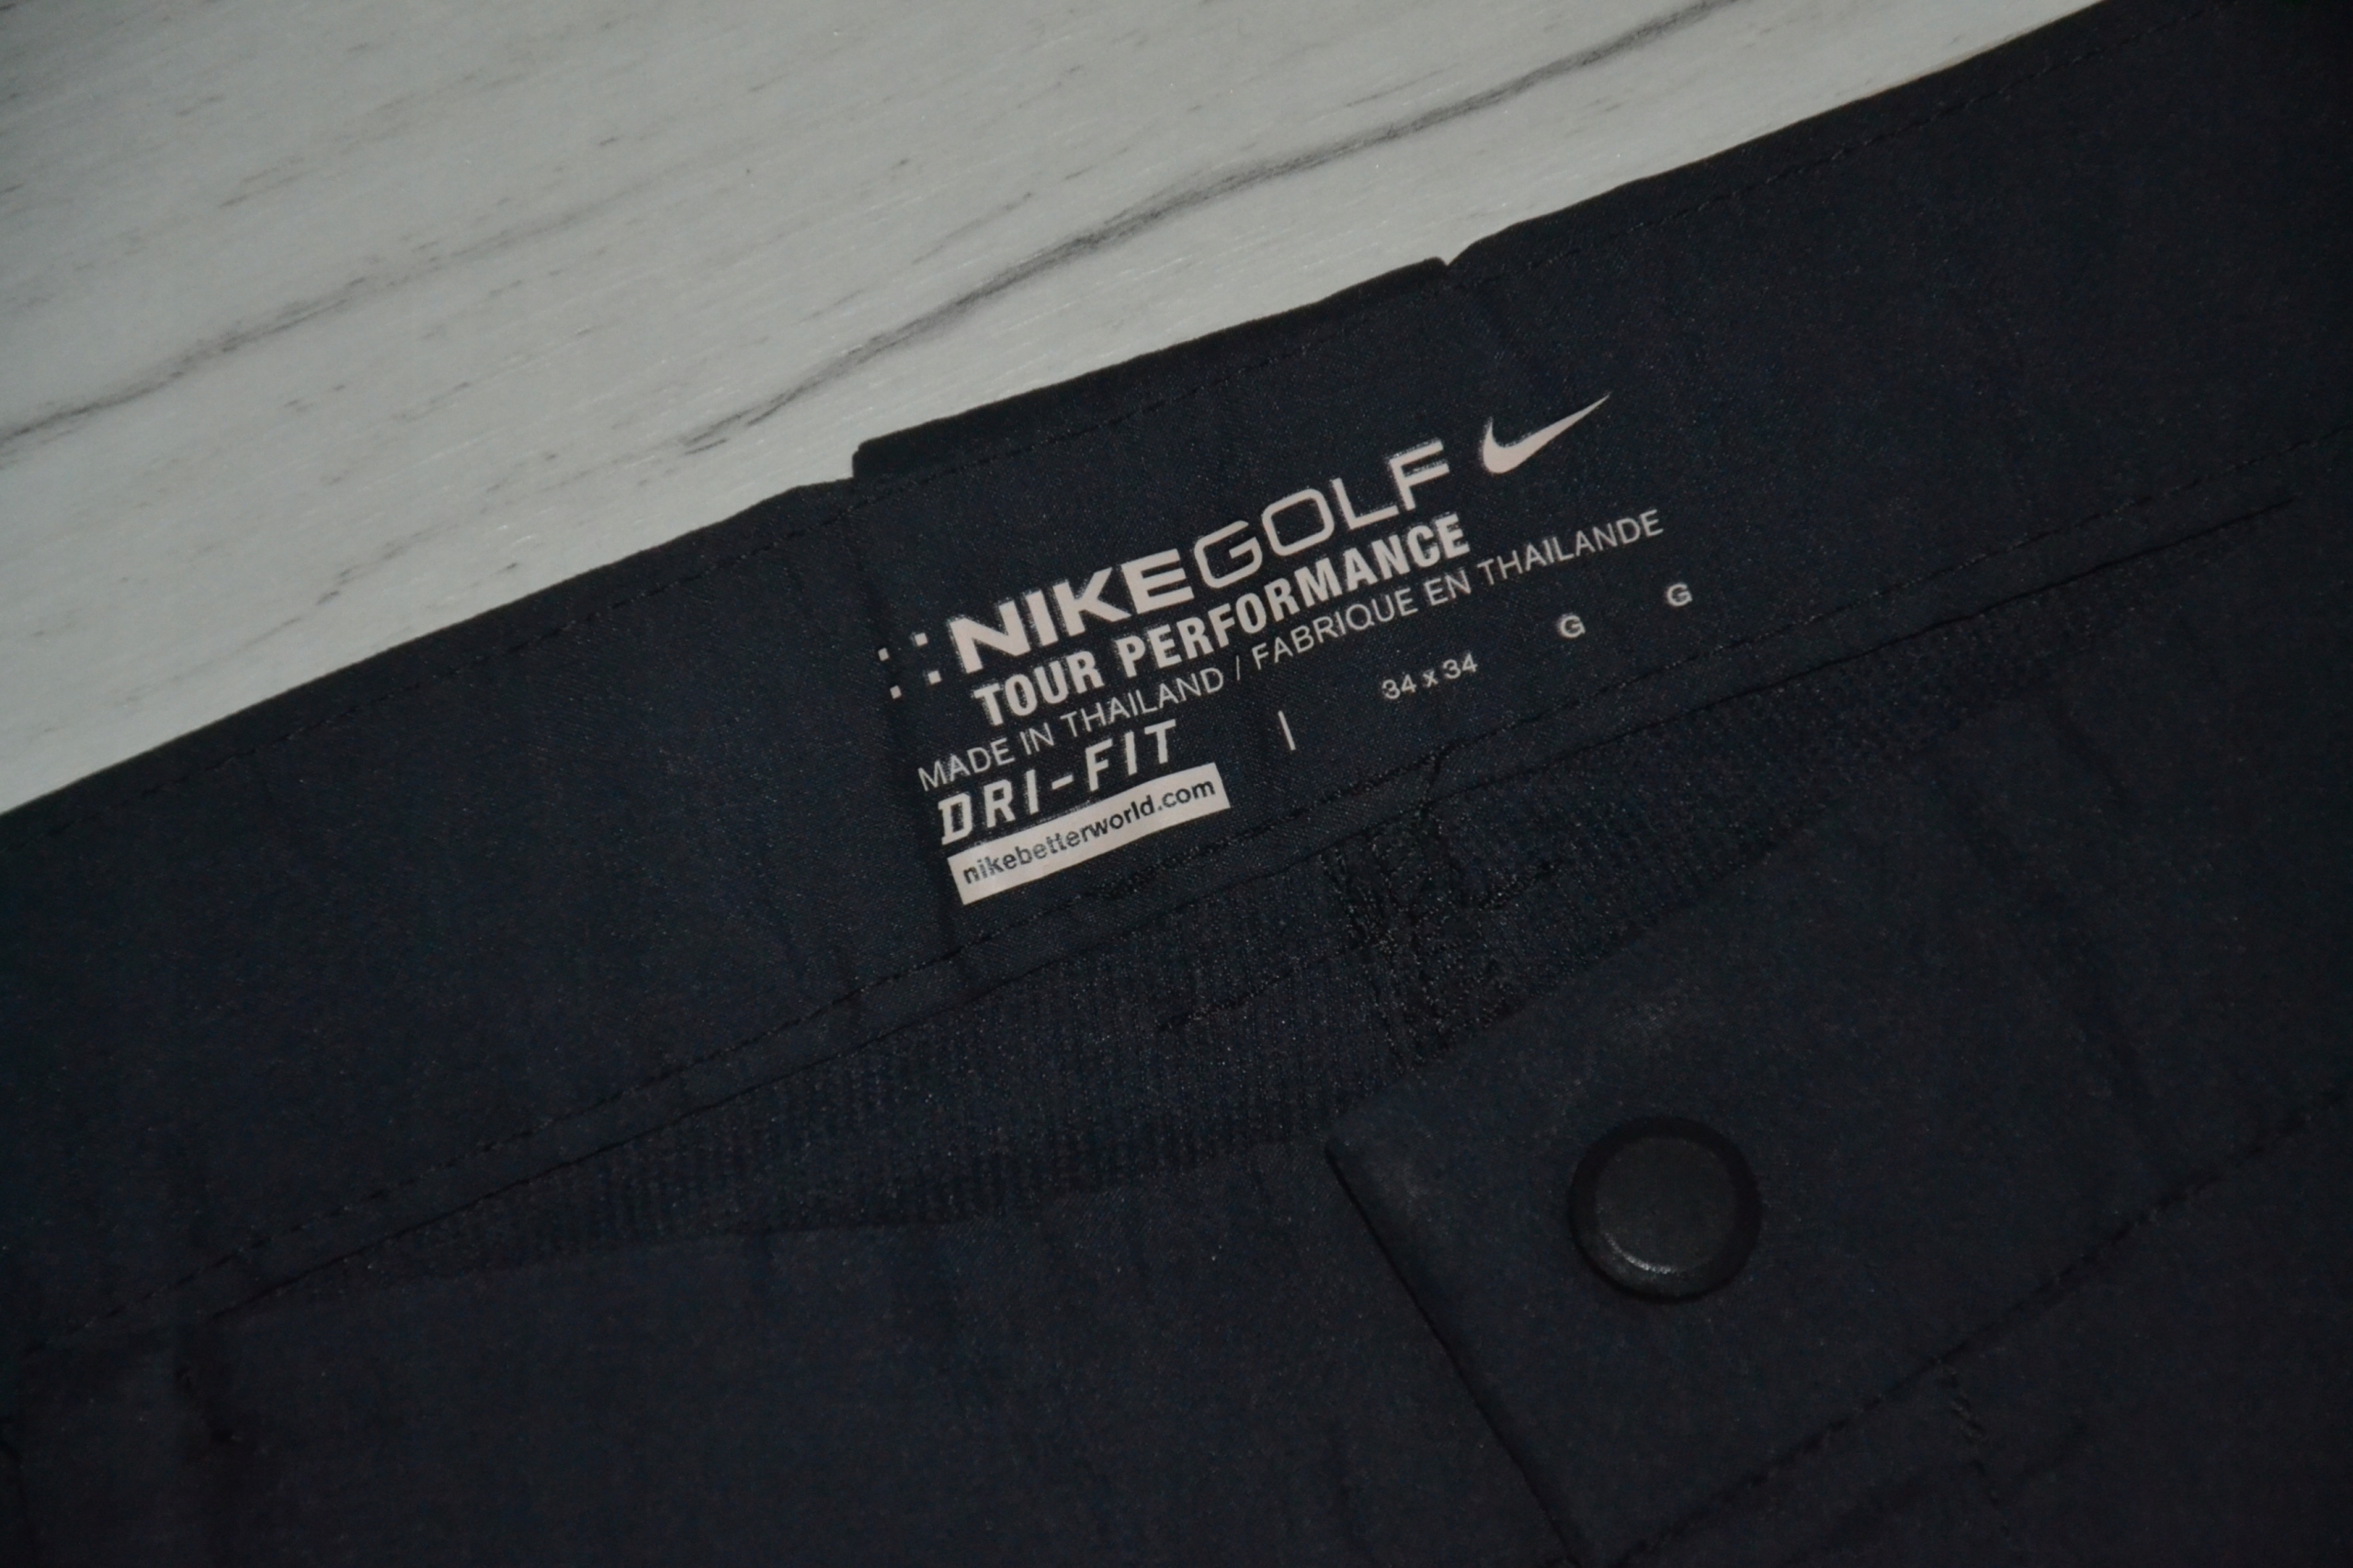 NIKEGOLF
TOUR PERFORMANCE
MADE IN THAILAND / FABRIQUE EN THAILANDE
DRI-FIT | 34 x 34 G G
nikebetterworld.com